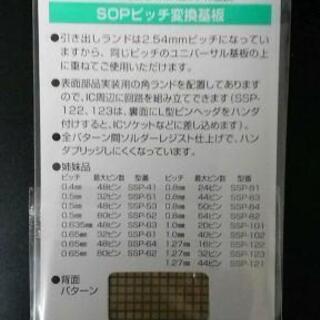 SOPピッチ変換基板
●引き出しランドは2.54mmピッチになってい
ますから、同じピッチのユニバーサル基板の上
に重ねてご使用いただけます。
●表面部品実装用の角ランドを配置してあります
ので、IC周辺に回路を組み立てできます(SSP-
122、123は、裏面にL型ピンヘッダをハンダ
付けすると、ICソケットなどに差し込めます)。
●全パターン間ソルダーレジスト仕上げで、ハン
ダブリッジしにくくなっています。
●姉妹品
ピッチ 最大ピン数 型番 ピッチ 最大ピン数 型番
0.4mm 48ピン SSP-41 0.8mm 24ピン SSP-81
0.5mm 32ピン SSP-51 0.8mm 44ピン SSP-83
0.5mm 48ピン SSP-53 0.8mm 50ピン SSP-84
0.5mm 80ピン SSP-52 0.8mm 64ピン SSP-82
0.635mm 48ピン SSP-63 1.0mm 20ピン SSP-101
0.65mm 32ピン SSP-61 1.0mm 40ピン SSP-102
0.65mm 48ピン SSP-64 1.27mm 16ピン SSP-122
0.65mm 80ピン SSP-62 1.27mm 32ピン SSP-123
1.27mm 44ピン SSP-121
●背面
パターン